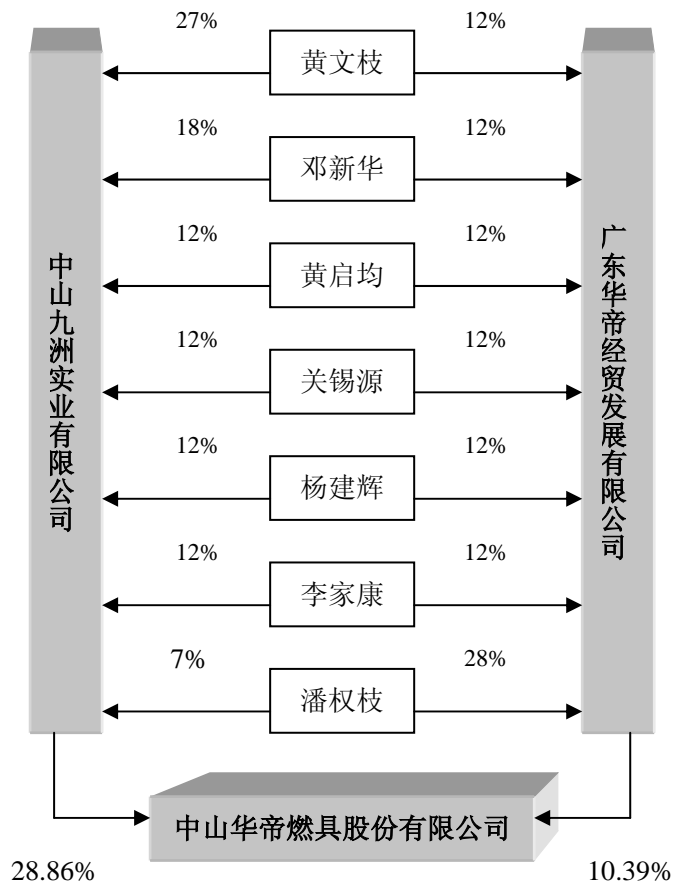 27% 12%
黄文枝
18% 12%
邓新华
12% 12%
黄启均
12% 12%
关锡源
12% 12%
杨建辉
12% 12%
李家康
7% 28%
潘权枝
中山九洲实业有限公司
广东华帝经贸发展有限公司
中山华帝燃具股份有限公司
28.86% 10.39%